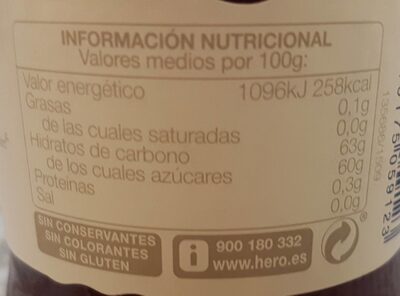 INFORMACIÓN NUTRICIONAL
Valores medios por 100g:
Valor energético 1096kJ 258kcal
Grasas 0,1g
de las cuales saturadas 0,0g
Hidratos de carbono 63g
de los cuales azúcares 60g
Proteínas 0,3g
Sal 0,0g
SIN CONSERVANTES
SIN COLORANTES
SIN GLUTEN
i 900 180 332
www.hero.es
®